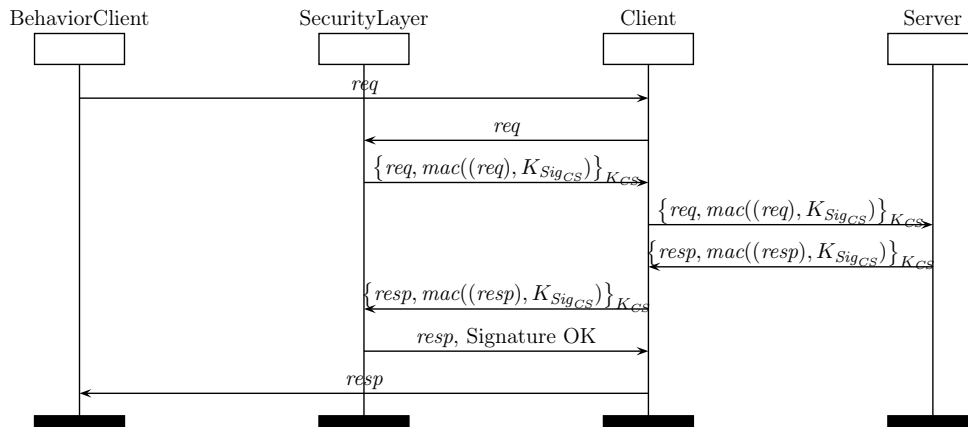 BehaviorClient SecurityLayer Client Server
req
req
{req, mac((req), K_{Sig_{CS}})}_{K_{CS}}
{req, mac((req), K_{Sig_{CS}})}_{K_{CS}}
{resp, mac((resp), K_{Sig_{CS}})}_{K_{CS}}
{resp, mac((resp), K_{Sig_{CS}})}_{K_{CS}}
resp, Signature OK
resp